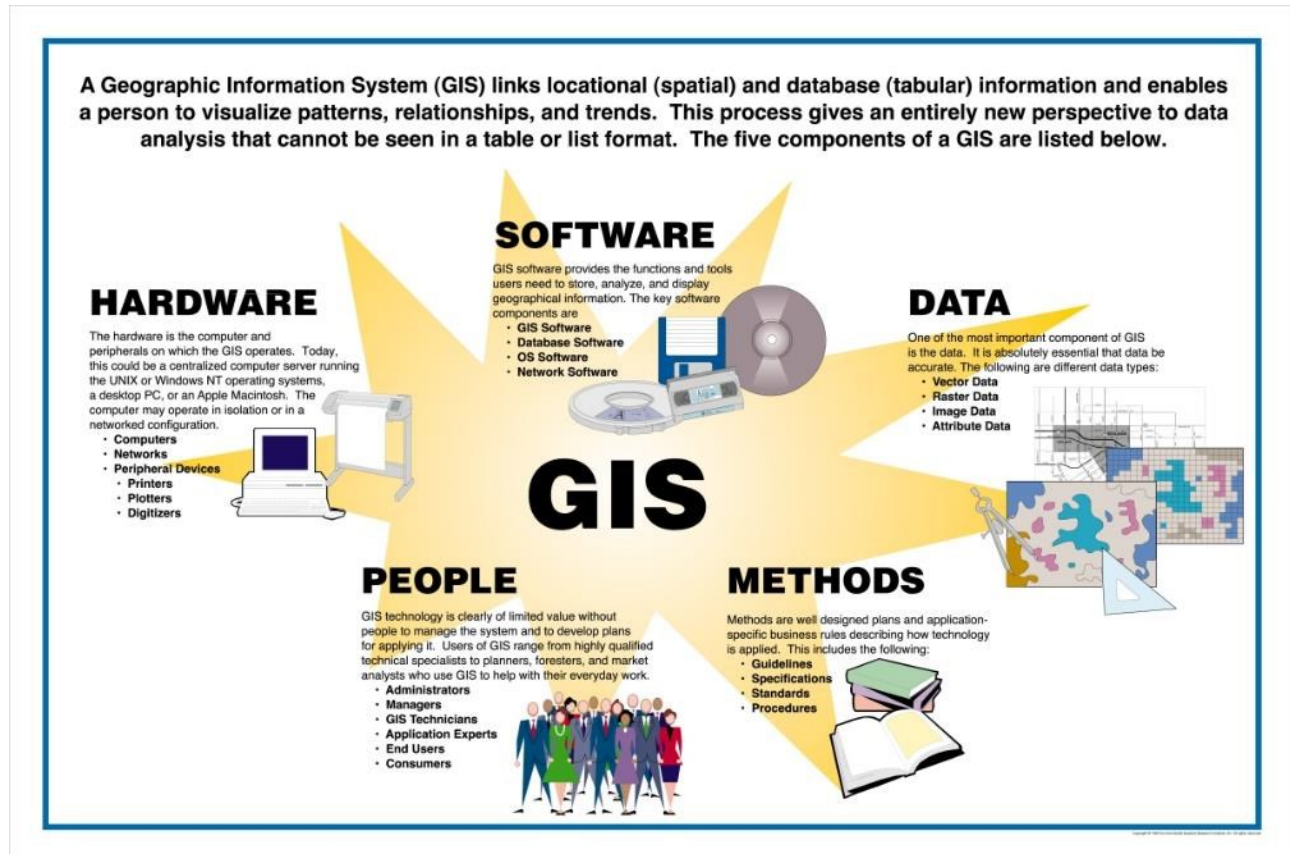 A Geographic Information System (GIS) links locational (spatial) and database (tabular) information and enables
a person to visualize patterns, relationships, and trends. This process gives an entirely new perspective to data
analysis that cannot be seen in a table or list format. The five components of a GIS are listed below.
HARDWARE
The hardware is the computer and
peripherals on which the GIS operates. Today,
this could be a centralized computer server running
the UNIX or Windows NT operating systems,
a desktop PC, or an Apple Macintosh. The
computer may operate in isolation or in a
networked configuration.
• Computers
• Networks
• Peripheral Devices
• Printers
• Plotters
• Digitizers
SOFTWARE
GIS software provides the functions and tools
users need to store, analyze, and display
geographical information. The key software
components are
• GIS Software
• Database Software
• OS Software
• Network Software
DATA
One of the most important component of GIS
is the data. It is absolutely essential that data be
accurate. The following are different data types:
• Vector Data
• Raster Data
• Image Data
• Attribute Data
GIS
PEOPLE
GIS technology is clearly of limited value without
people to manage the system and to develop plans
for applying it. Users of GIS range from highly qualified
technical specialists to planners, foresters, and market
analysts who use GIS to help with their everyday work.
• Administrators
• Managers
• GIS Technicians
• Application Experts
• End Users
• Consumers
METHODS
Methods are well designed plans and application-
specific business rules describing how technology
is applied. This includes the following:
• Guidelines
• Specifications
• Standards
• Procedures